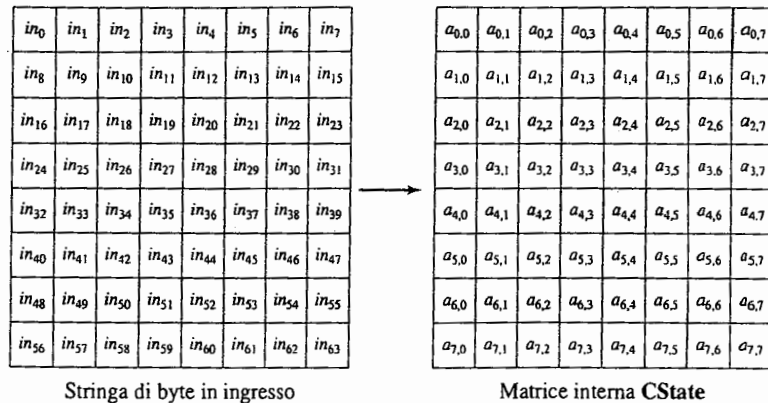 in0 in1 in2 in3 in4 in5 in6 in7 a0,0 a0,1 a0,2 a0,3 a0,4 a0,5 a0,6 a0,7
in8 in9 in10 in11 in12 in13 in14 in15 a1,0 a1,1 a1,2 a1,3 a1,4 a1,5 a1,6 a1,7
in16 in17 in18 in19 in20 in21 in22 in23 a2,0 a2,1 a2,2 a2,3 a2,4 a2,5 a2,6 a2,7
in24 in25 in26 in27 in28 in29 in30 in31 a3,0 a3,1 a3,2 a3,3 a3,4 a3,5 a3,6 a3,7
in32 in33 in34 in35 in36 in37 in38 in39 a4,0 a4,1 a4,2 a4,3 a4,4 a4,5 a4,6 a4,7
in40 in41 in42 in43 in44 in45 in46 in47 a5,0 a5,1 a5,2 a5,3 a5,4 a5,5 a5,6 a5,7
in48 in49 in50 in51 in52 in53 in54 in55 a6,0 a6,1 a6,2 a6,3 a6,4 a6,5 a6,6 a6,7
in56 in57 in58 in59 in60 in61 in62 in63 a7,0 a7,1 a7,2 a7,3 a7,4 a7,5 a7,6 a7,7
Stringa di byte in ingresso Matrice interna CState